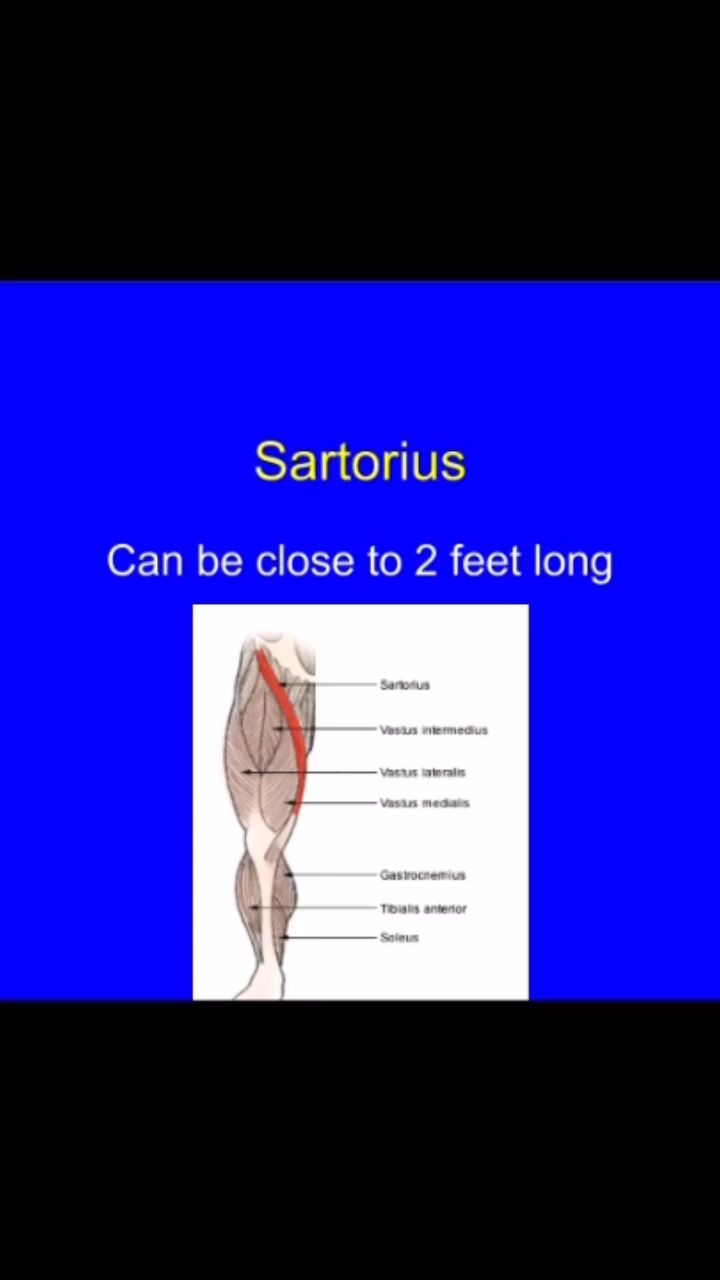 Sartorius
Can be close to 2 feet long
Sartorius
Vastus intermedius
Vastus lateralis
Vastus medialis
Gastrocnemius
Tibialis anterior
Soleus